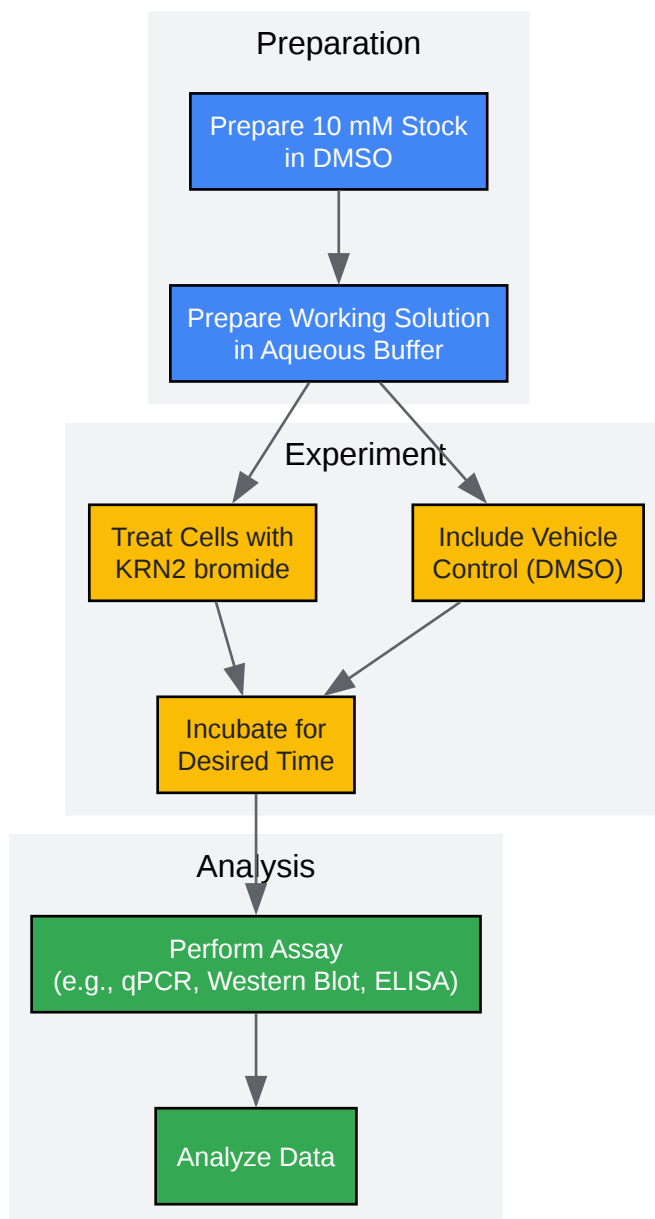 Preparation
Prepare 10 mM Stock
in DMSO
Prepare Working Solution
in Aqueous Buffer
Experiment
Treat Cells with
KRN2 bromide
Include Vehicle
Control (DMSO)
Incubate for
Desired Time
Analysis
Perform Assay
(e.g., qPCR, Western Blot, ELISA)
Analyze Data